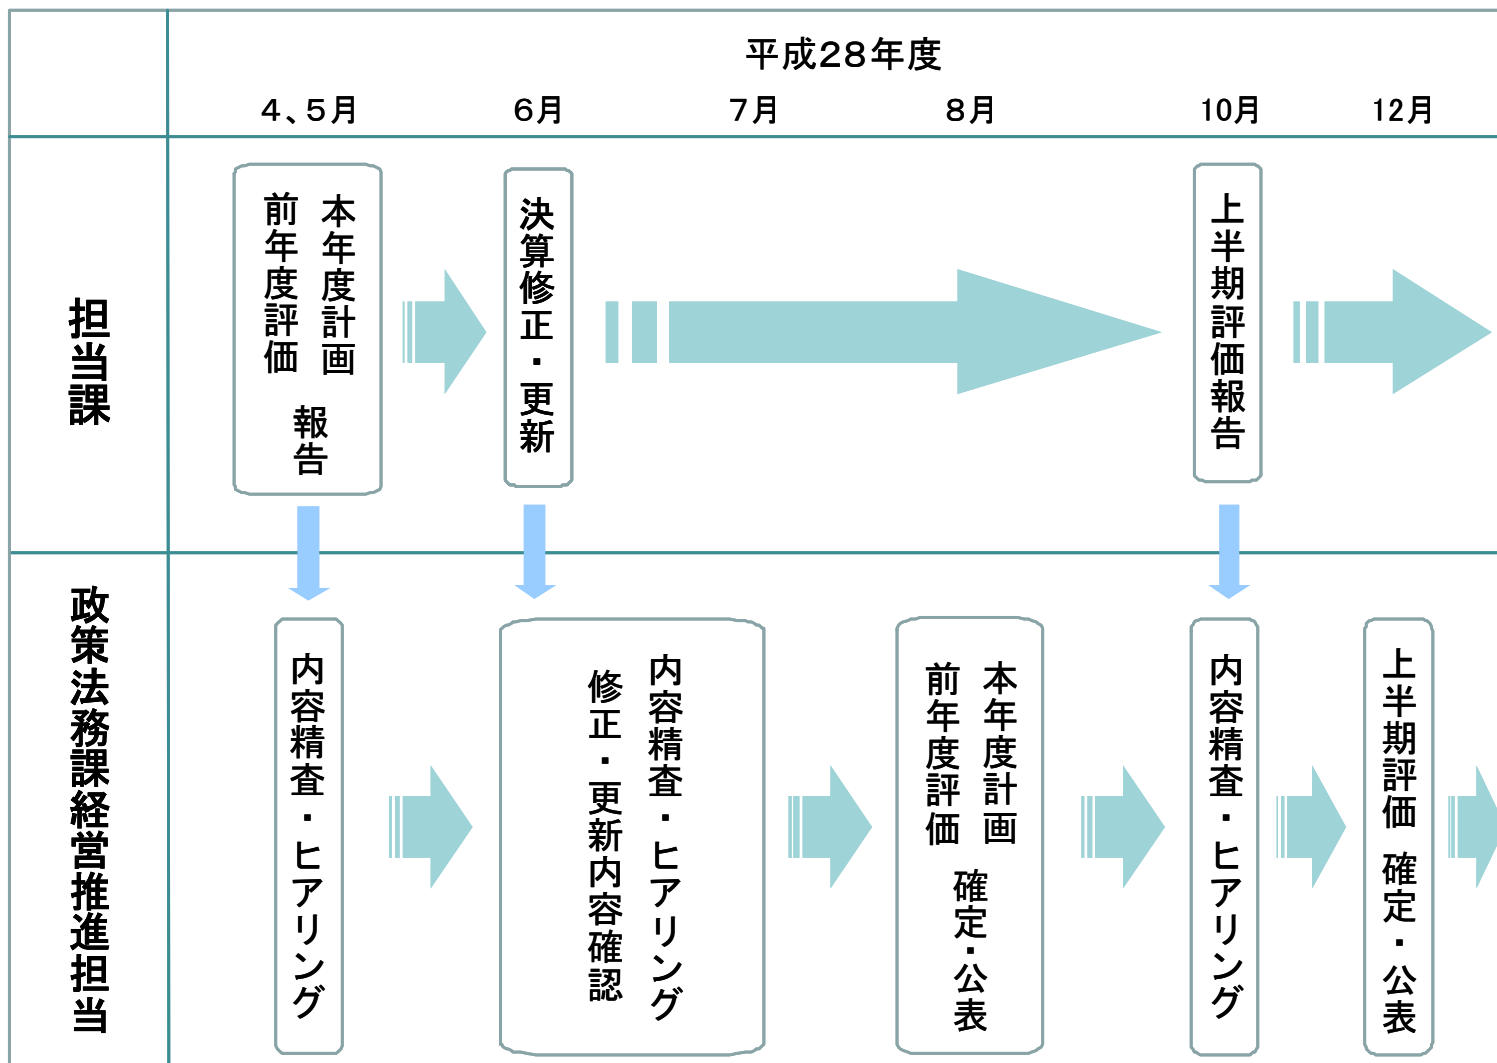 平成28年度
4、5月
6月
7月
8月
10月
12月
担当課
本年度計画
前年度評価
報告
決算修正・更新
上半期評価報告
政策法務課経営推進担当
内容精査・ヒアリング
内容精査・ヒアリング
修正・更新内容確認
本年度計画
前年度評価
確定・公表
内容精査・ヒアリング
上半期評価 確定・公表